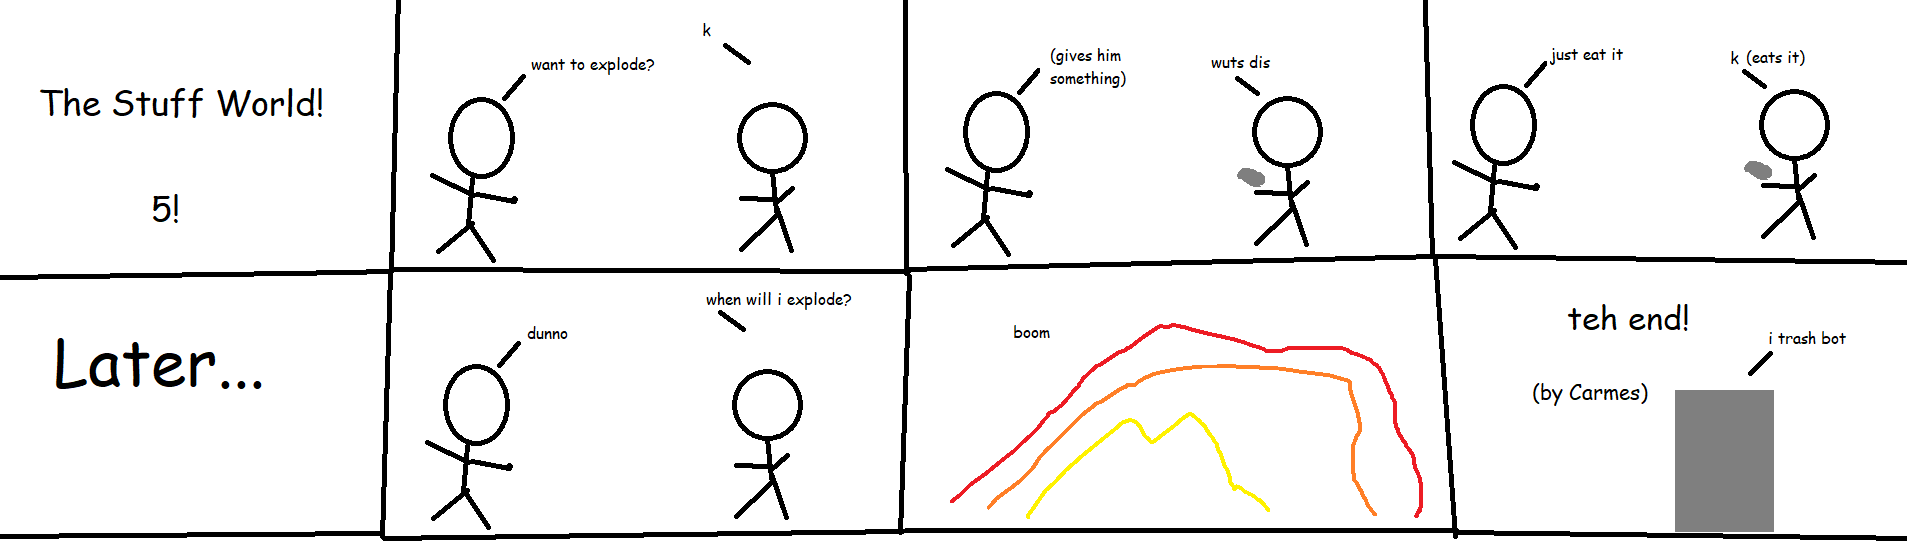 The Stuff World!
5!
want to explode?
k
(gives him
something)
wuts dis
just eat it
k (eats it)
Later...
dunno
when will i explode?
boom
teh end!
i trash bot
(by Carmes)